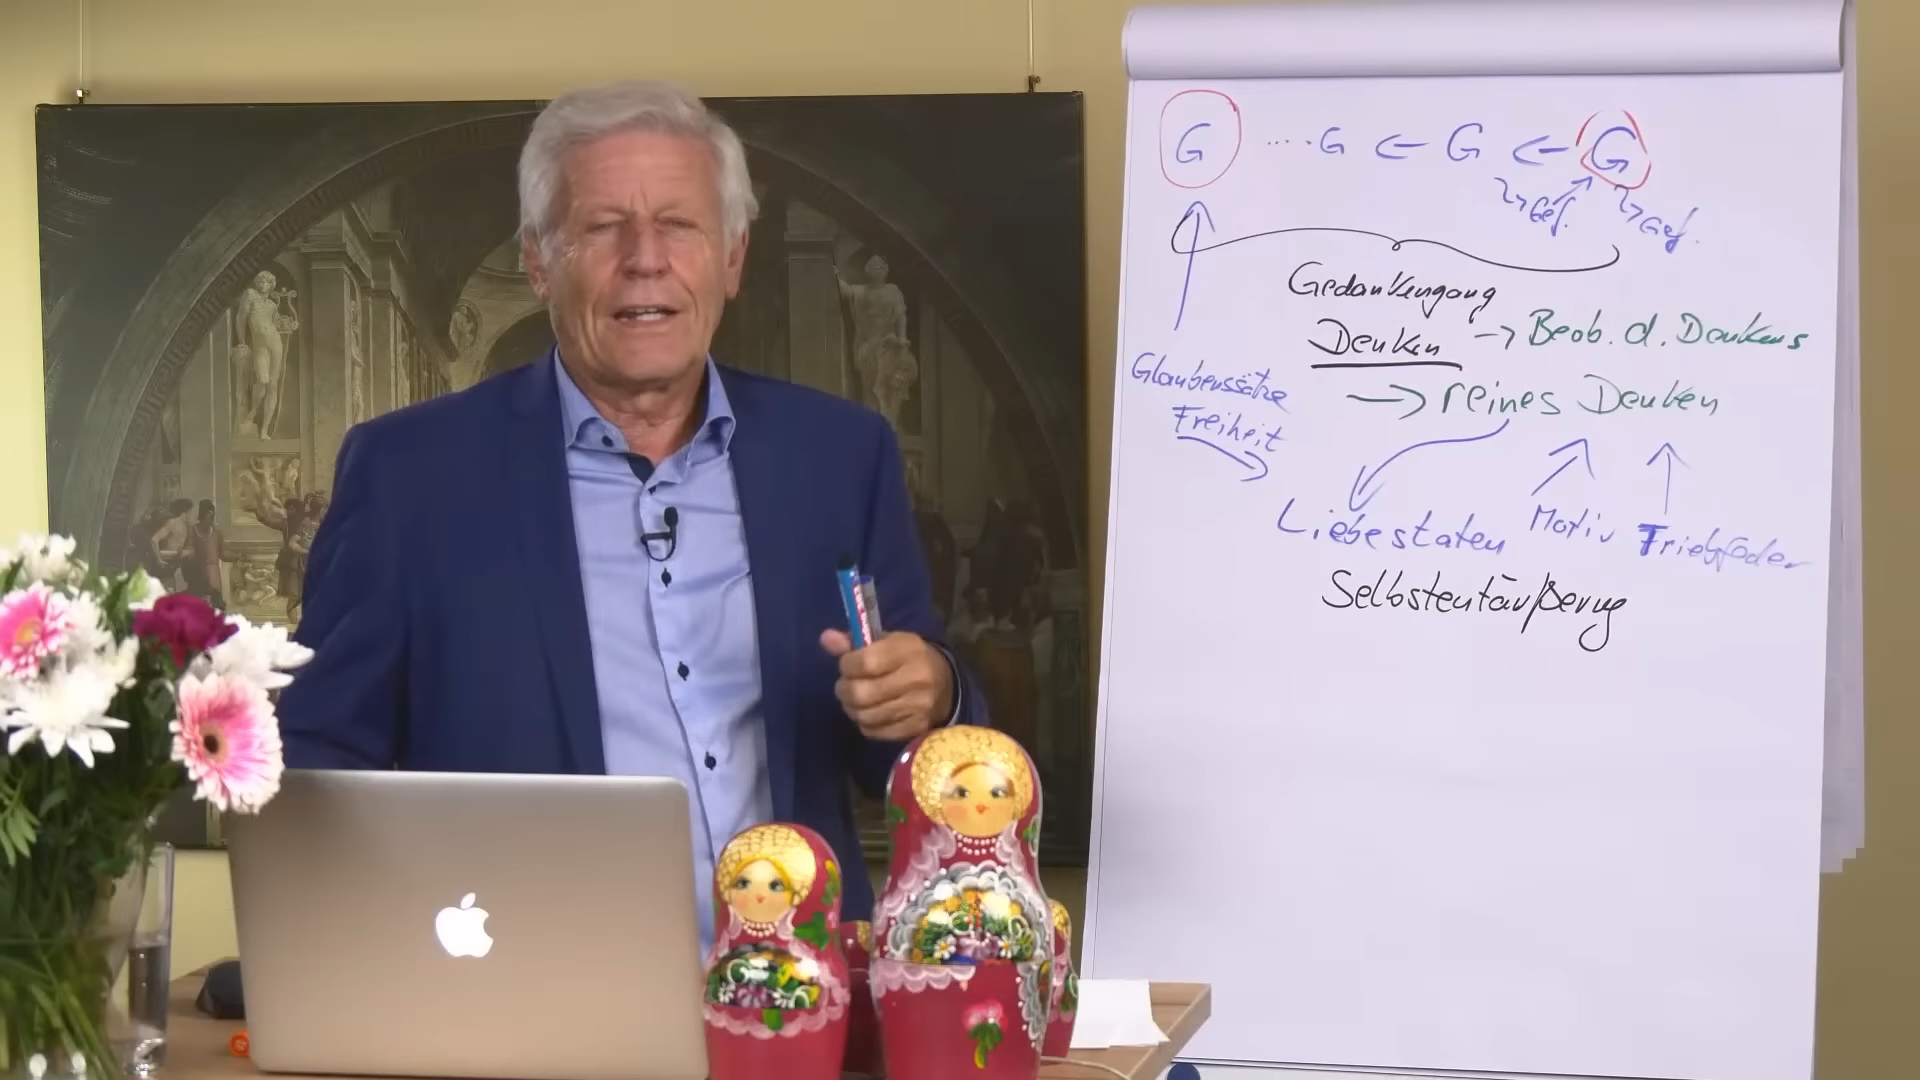 G ....G ← G ← G
↝Gef. ↝Gef.
Gedankengang
Denken → Beob. d. Denkens
→ reines Denken
Glaubenssätze
Freiheit
Liebestaten Motiv Triebfeder
Selbstentäußerung